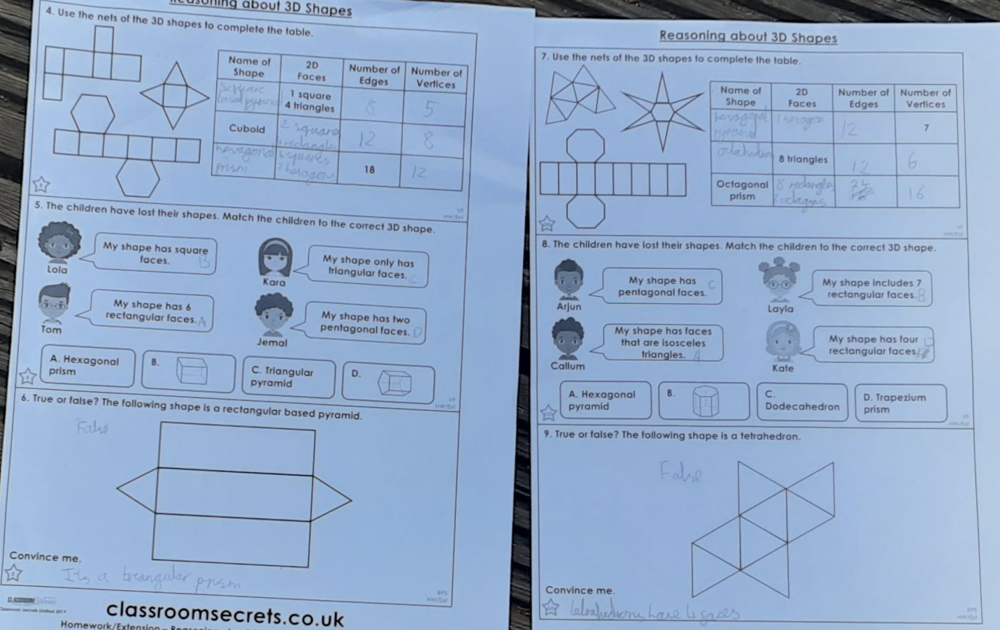 Reasoning about 3D Shapes
4. Use the nets of the 3D shapes to complete the table.
Name of Shape
2D Faces
Number of Edges
Number of Vertices
square based pyramid
1 square
4 triangles
8
5
Cuboid
2 square
4 rectangles
12
8
hexagonal prism
6 squares
2 hexagons
18
12
5. The children have lost their shapes. Match the children to the correct 3D shape.
My shape has square
faces. B
Lola
My shape only has
triangular faces. C
Kara
My shape has 6
rectangular faces. A
Tom
My shape has two
pentagonal faces. D
Jemal
A. Hexagonal
prism
B.
C. Triangular
pyramid
D.
6. True or false? The following shape is a rectangular based pyramid.
False
Convince me.
Its a triangular prism
classroomsecrets.co.uk
Homework/Extension –
Reasoning about 3D Shapes
7. Use the nets of the 3D shapes to complete the table.
Name of Shape
2D Faces
Number of Edges
Number of Vertices
hexagonal pyramid
1 hexagon
12
7
8 triangles
12
6
Octagonal prism
8 rectangles
24
16
8. The children have lost their shapes. Match the children to the correct 3D shape.
My shape has
pentagonal faces. C
Arjun
My shape includes 7
rectangular faces. B
Layla
My shape has faces
that are isosceles
triangles. A
Callum
My shape has four
rectangular faces. D
Kate
A. Hexagonal
pyramid
B.
C.
Dodecahedron
D. Trapezium
prism
9. True or false? The following shape is a tetrahedron.
False
Convince me.
have 4